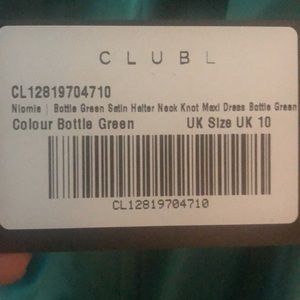 CLUBL
CL12819704710
Niomie | Bottle Green Satin Halter Neck Knot Maxi Dress Bottle Green
Colour Bottle Green UK Size UK 10
CL12819704710